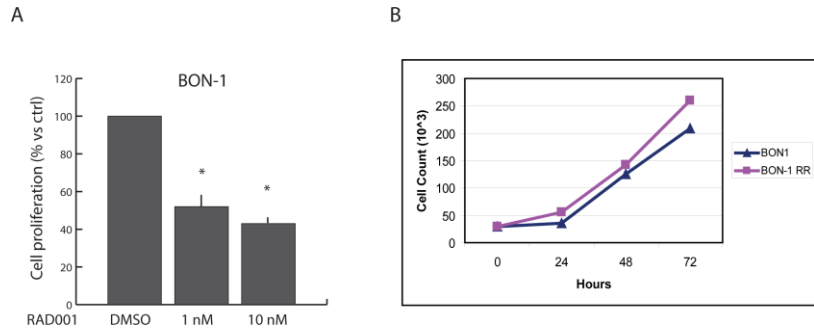 A
BON-1
Cell proliferation (% vs ctrl)
120
100
80
60
40
20
0
*
*
RAD001 DMSO 1 nM 10 nM
B
Cell Count (10^3)
300
250
200
150
100
50
0
0 24 48 72
Hours
BON1
BON-1 RR